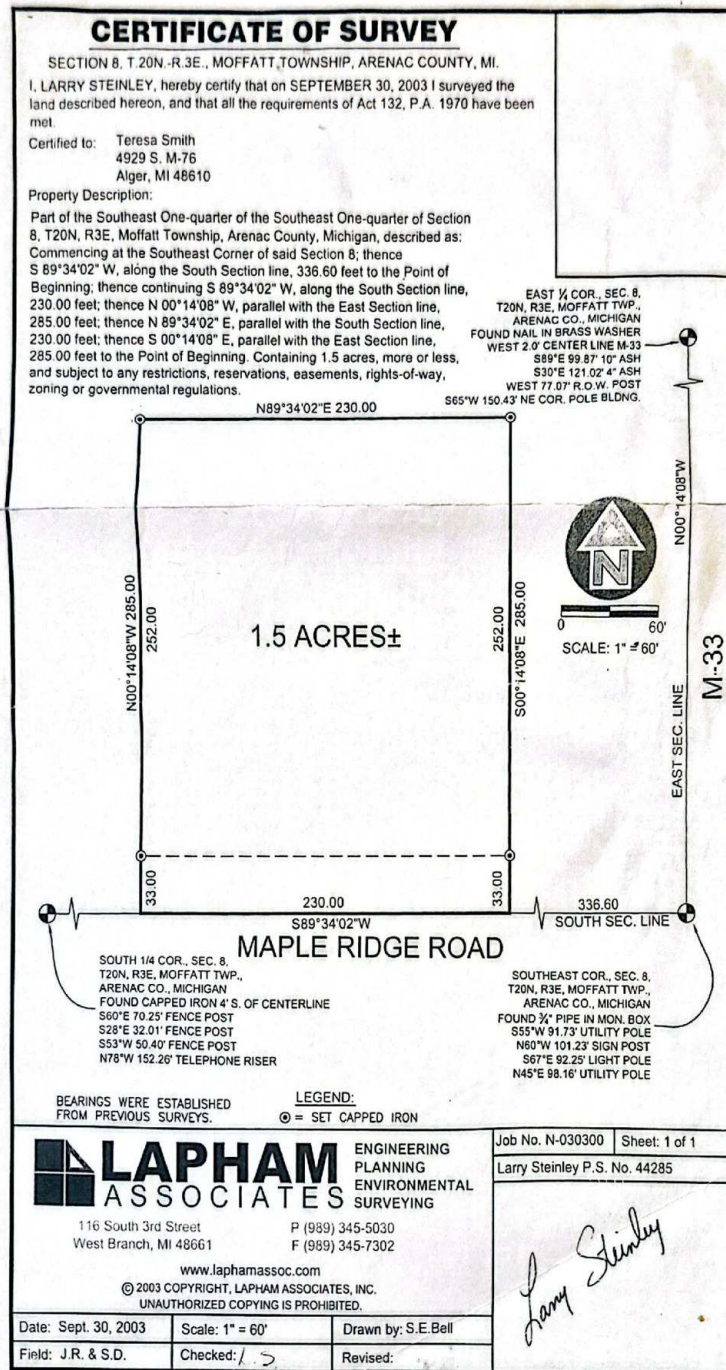 CERTIFICATE OF SURVEY
SECTION 8, T.20N.-R.3E., MOFFATT TOWNSHIP, ARENAC COUNTY, MI.
I, LARRY STEINLEY, hereby certify that on SEPTEMBER 30, 2003 I surveyed the
land described hereon, and that all the requirements of Act 132, P.A. 1970 have been
met.
Certified to: Teresa Smith
4929 S. M-76
Alger, MI 48610
Property Description:
Part of the Southeast One-quarter of the Southeast One-quarter of Section
8, T20N, R3E, Moffatt Township, Arenac County, Michigan, described as:
Commencing at the Southeast Corner of said Section 8; thence
S 89°34'02" W, along the South Section line, 336.60 feet to the Point of
Beginning; thence continuing S 89°34'02" W, along the South Section line,
230.00 feet; thence N 00°14'08" W, parallel with the East Section line,
285.00 feet; thence N 89°34'02" E, parallel with the South Section line,
230.00 feet; thence S 00°14'08" E, parallel with the East Section line,
285.00 feet to the Point of Beginning. Containing 1.5 acres, more or less,
and subject to any restrictions, reservations, easements, rights-of-way,
zoning or governmental regulations.
EAST ¼ COR., SEC. 8,
T20N, R3E, MOFFATT TWP.,
ARENAC CO., MICHIGAN
FOUND NAIL IN BRASS WASHER
WEST 2.0' CENTER LINE M-33
S89°E 99.87' 10" ASH
S30°E 121.02' 4" ASH
WEST 77.07' R.O.W. POST
S65°W 150.43' NE COR. POLE BLDNG.
N89°34'02"E 230.00
N00°14'08"W 285.00
252.00
1.5 ACRES±
252.00
S00°14'08"E 285.00
N
0 60'
SCALE: 1" = 60'
N00°14'08"W
M-33
EAST SEC. LINE
33.00
33.00
230.00
S89°34'02"W
336.60
SOUTH SEC. LINE
MAPLE RIDGE ROAD
SOUTH 1/4 COR., SEC. 8,
T20N, R3E, MOFFATT TWP.,
ARENAC CO., MICHIGAN
FOUND CAPPED IRON 4' S. OF CENTERLINE
S60°E 70.25' FENCE POST
S28°E 32.01' FENCE POST
S53°W 50.40' FENCE POST
N78°W 152.26' TELEPHONE RISER
SOUTHEAST COR., SEC. 8,
T20N, R3E, MOFFATT TWP.,
ARENAC CO., MICHIGAN
FOUND ¾" PIPE IN MON. BOX
S55°W 91.73' UTILITY POLE
N60°W 101.23' SIGN POST
S67°E 92.25' LIGHT POLE
N45°E 98.16' UTILITY POLE
BEARINGS WERE ESTABLISHED
FROM PREVIOUS SURVEYS.
LEGEND:
= SET CAPPED IRON
LAPHAM
ASSOCIATES
ENGINEERING
PLANNING
ENVIRONMENTAL
SURVEYING
116 South 3rd Street
West Branch, MI 48661
P (989) 345-5030
F (989) 345-7302
www.laphamassoc.com
© 2003 COPYRIGHT, LAPHAM ASSOCIATES, INC.
UNAUTHORIZED COPYING IS PROHIBITED.
Job No. N-030300 Sheet: 1 of 1
Larry Steinley P.S. No. 44285
Larry Steinley
Date: Sept. 30, 2003 Scale: 1" = 60' Drawn by: S.E.Bell
Field: J.R. & S.D. Checked: LS Revised: